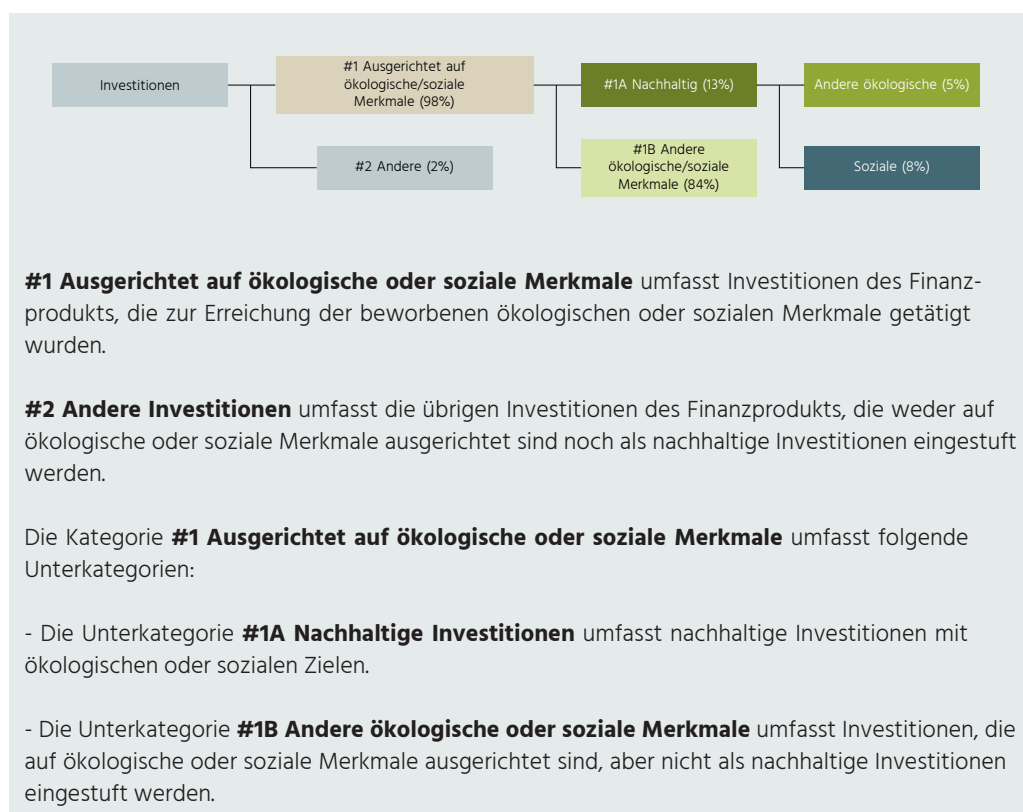 Investitionen
#1 Ausgerichtet auf
ökologische/soziale
Merkmale (98%)
#1A Nachhaltig (13%)
Andere ökologische (5%)
#2 Andere (2%)
#1B Andere
ökologische/soziale
Merkmale (84%)
Soziale (8%)
#1 Ausgerichtet auf ökologische oder soziale Merkmale umfasst Investitionen des Finanz-
produkts, die zur Erreichung der beworbenen ökologischen oder sozialen Merkmale getätigt
wurden.
#2 Andere Investitionen umfasst die übrigen Investitionen des Finanzprodukts, die weder auf
ökologische oder soziale Merkmale ausgerichtet sind noch als nachhaltige Investitionen eingestuft
werden.
Die Kategorie #1 Ausgerichtet auf ökologische oder soziale Merkmale umfasst folgende
Unterkategorien:
- Die Unterkategorie #1A Nachhaltige Investitionen umfasst nachhaltige Investitionen mit
ökologischen oder sozialen Zielen.
- Die Unterkategorie #1B Andere ökologische oder soziale Merkmale umfasst Investitionen, die
auf ökologische oder soziale Merkmale ausgerichtet sind, aber nicht als nachhaltige Investitionen
eingestuft werden.